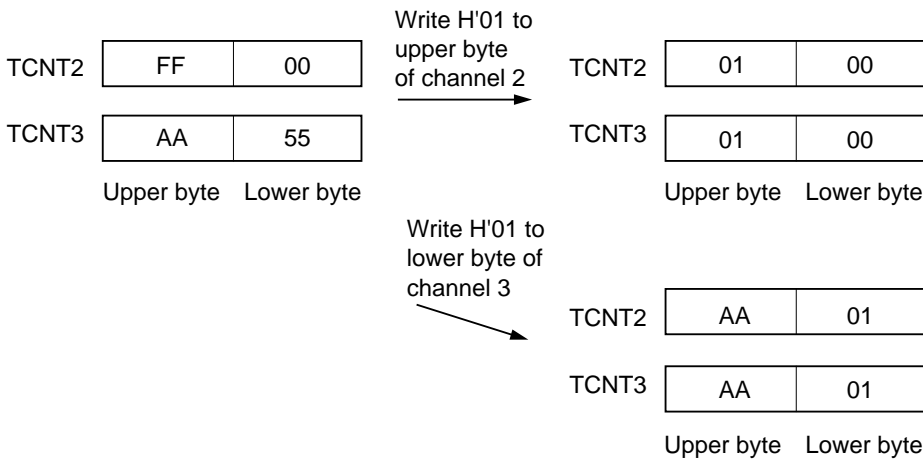 Write H'01 to
upper byte
of channel 2
TCNT2 FF 00
TCNT3 AA 55
Upper byte Lower byte
TCNT2 01 00
TCNT3 01 00
Upper byte Lower byte
Write H'01 to
lower byte of
channel 3
TCNT2 AA 01
TCNT3 AA 01
Upper byte Lower byte